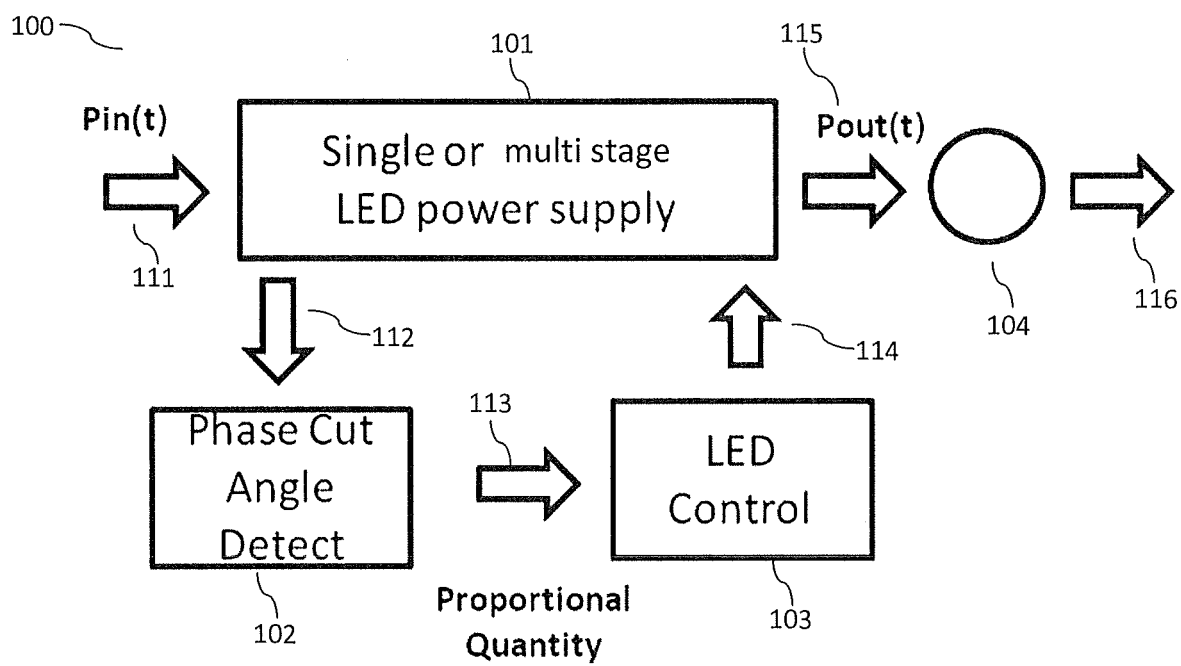 100
101
115
Pin(t)
Pout(t)
Single or multi stage
LED power supply
111
112
114
104
116
113
Phase Cut
Angle
Detect
LED
Control
102
103
Proportional
Quantity